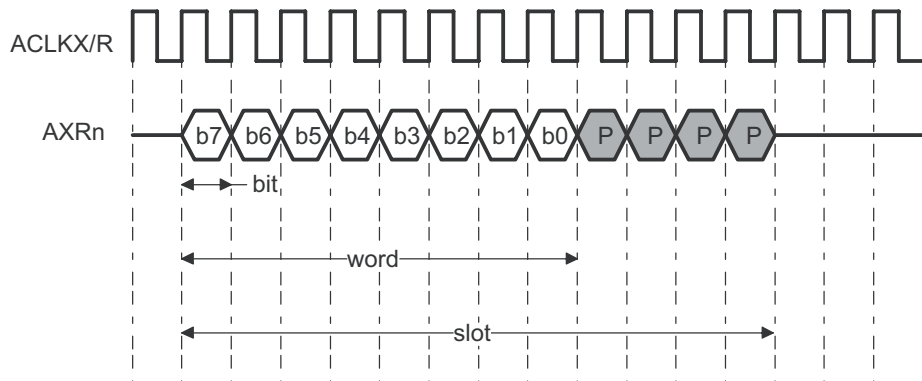 ACLKX/R
AXRn
b7 b6 b5 b4 b3 b2 b1 b0 P P P P
bit
word
slot